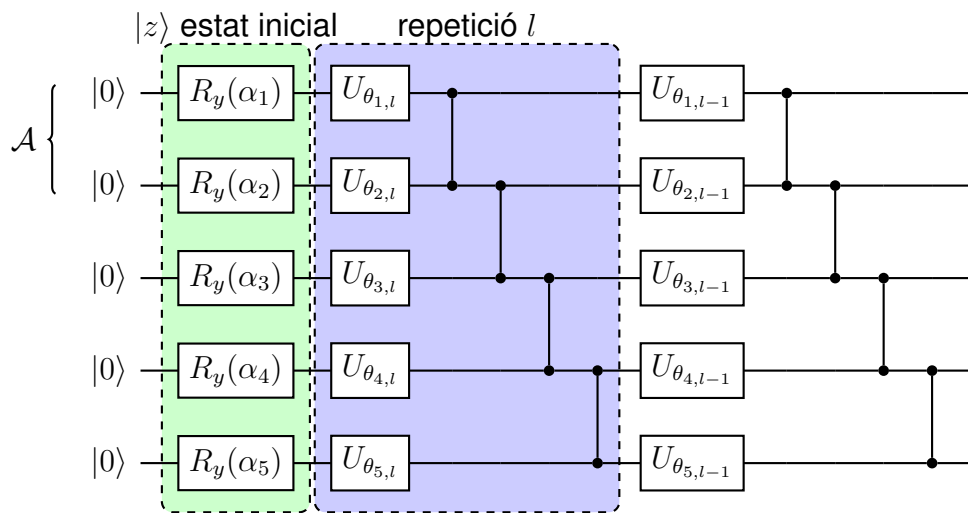 |z⟩ estat inicial repetició l
|0⟩ R_y(α_1) U_{θ_{1,l}} U_{θ_{1,l−1}}
𝒜
|0⟩ R_y(α_2) U_{θ_{2,l}} U_{θ_{2,l−1}}
|0⟩ R_y(α_3) U_{θ_{3,l}} U_{θ_{3,l−1}}
|0⟩ R_y(α_4) U_{θ_{4,l}} U_{θ_{4,l−1}}
|0⟩ R_y(α_5) U_{θ_{5,l}} U_{θ_{5,l−1}}